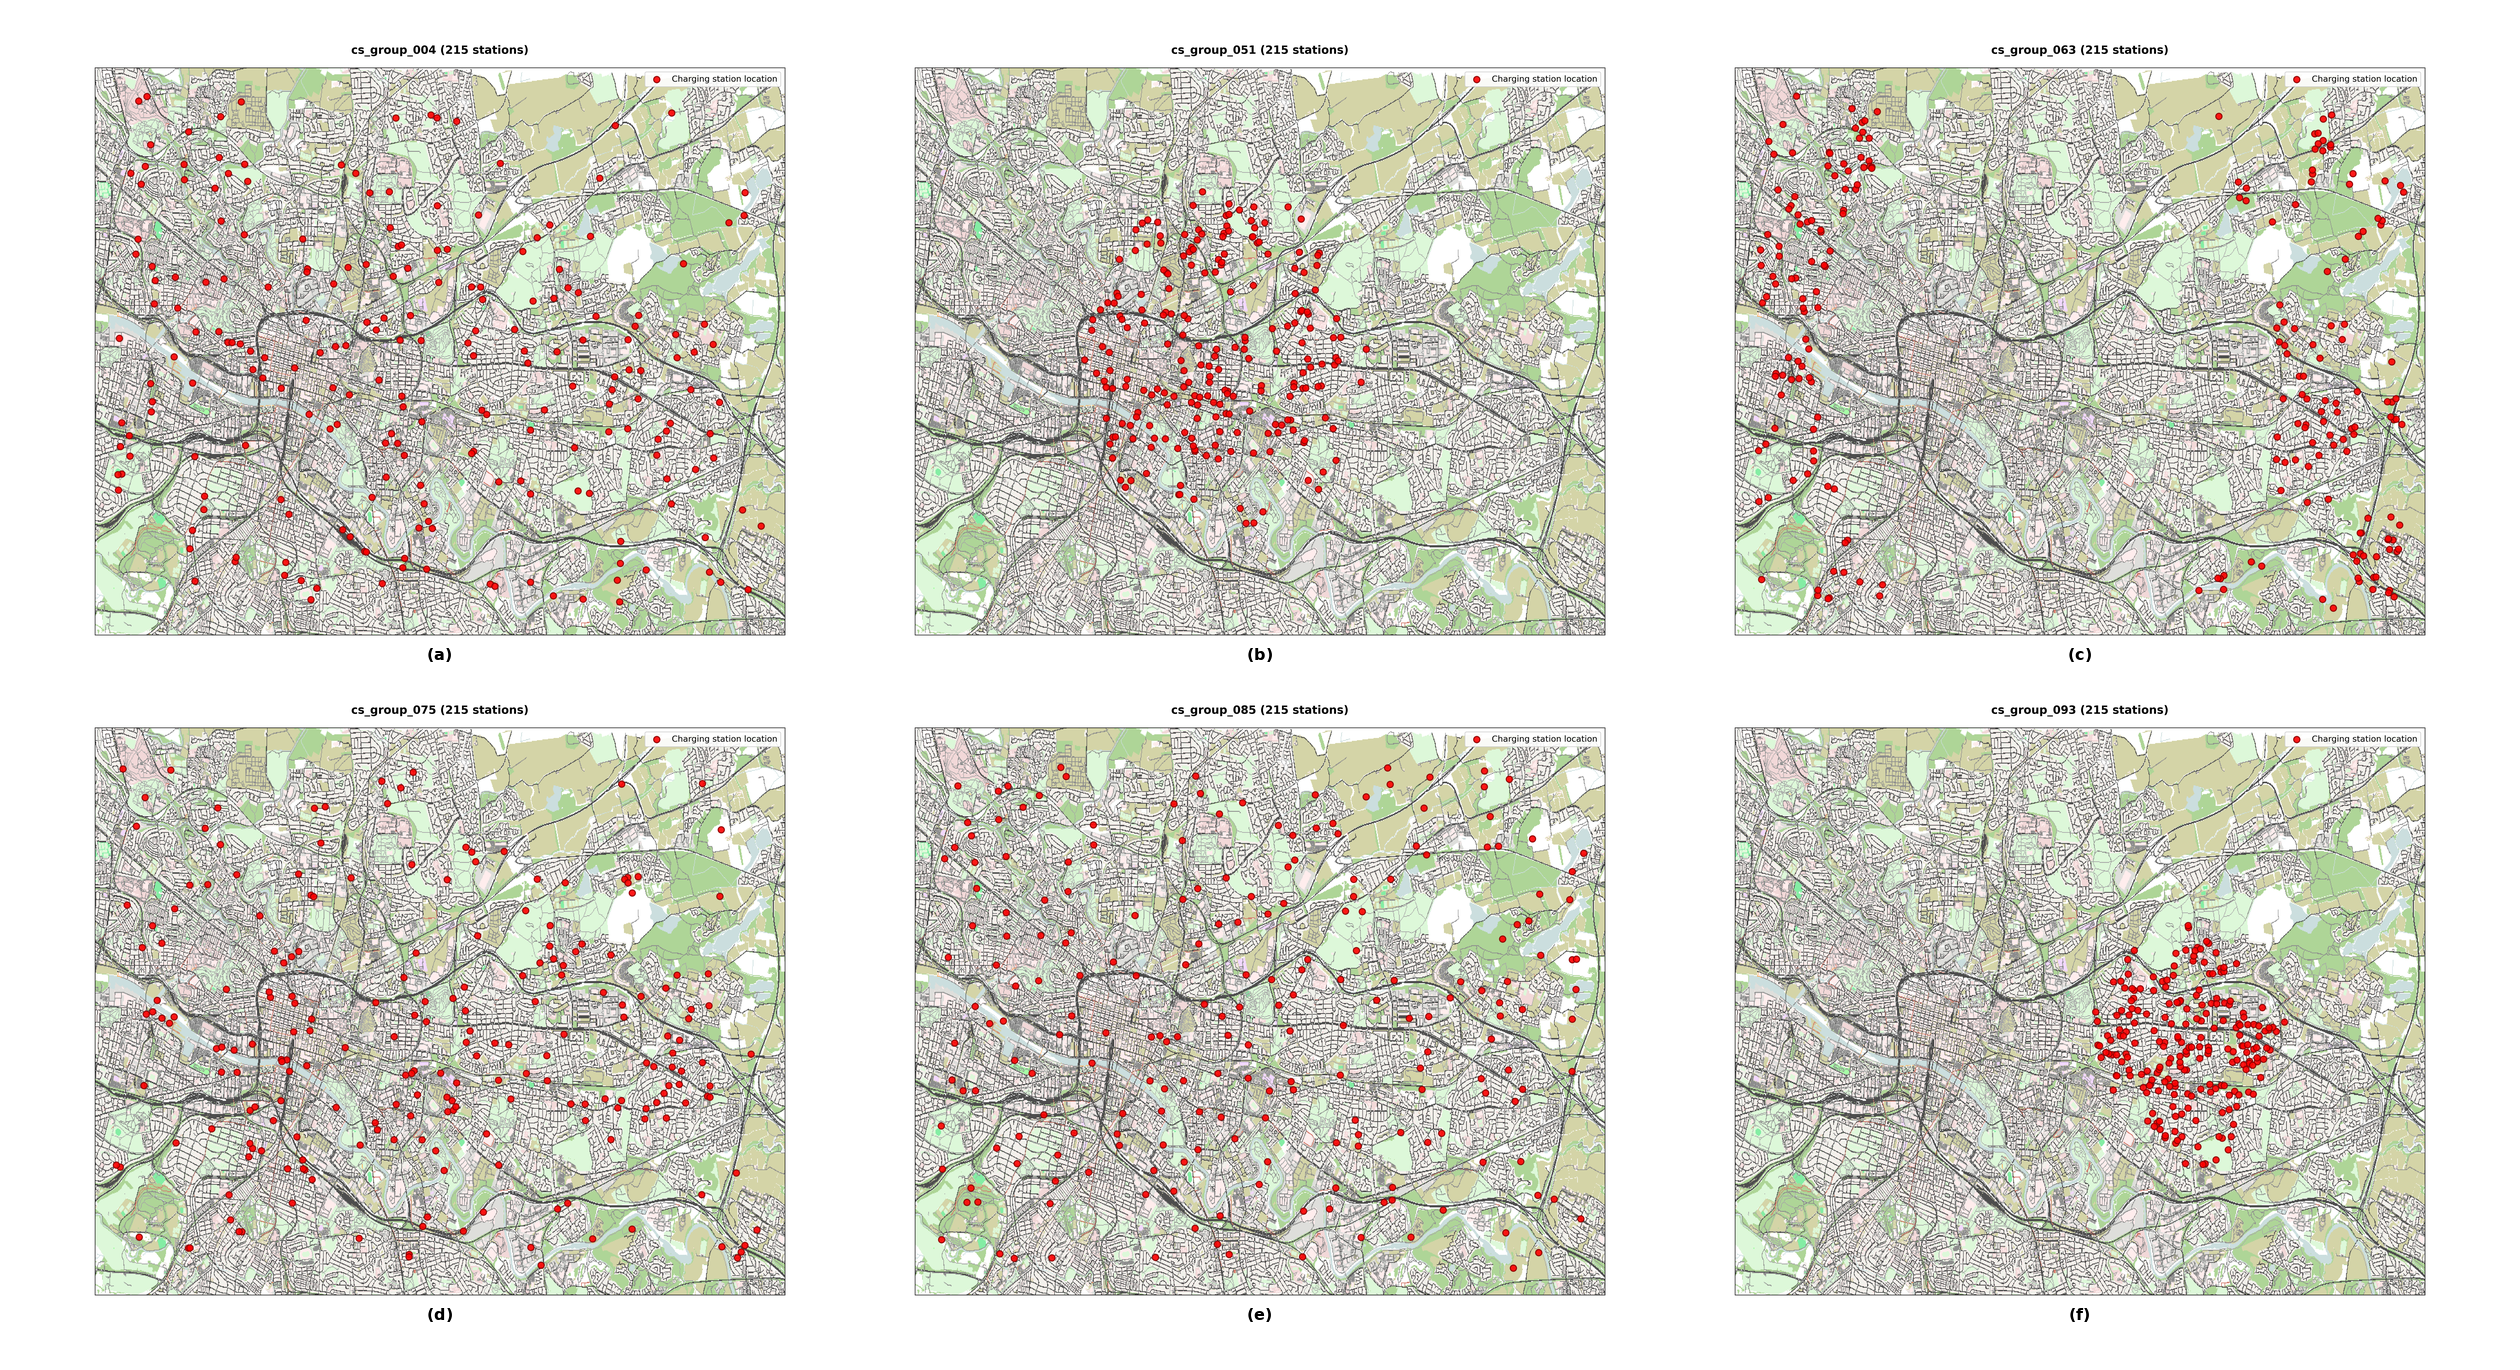 cs_group_004 (215 stations)
Charging station location
(a)
cs_group_051 (215 stations)
Charging station location
(b)
cs_group_063 (215 stations)
Charging station location
(c)
cs_group_075 (215 stations)
Charging station location
(d)
cs_group_085 (215 stations)
Charging station location
(e)
cs_group_093 (215 stations)
Charging station location
(f)